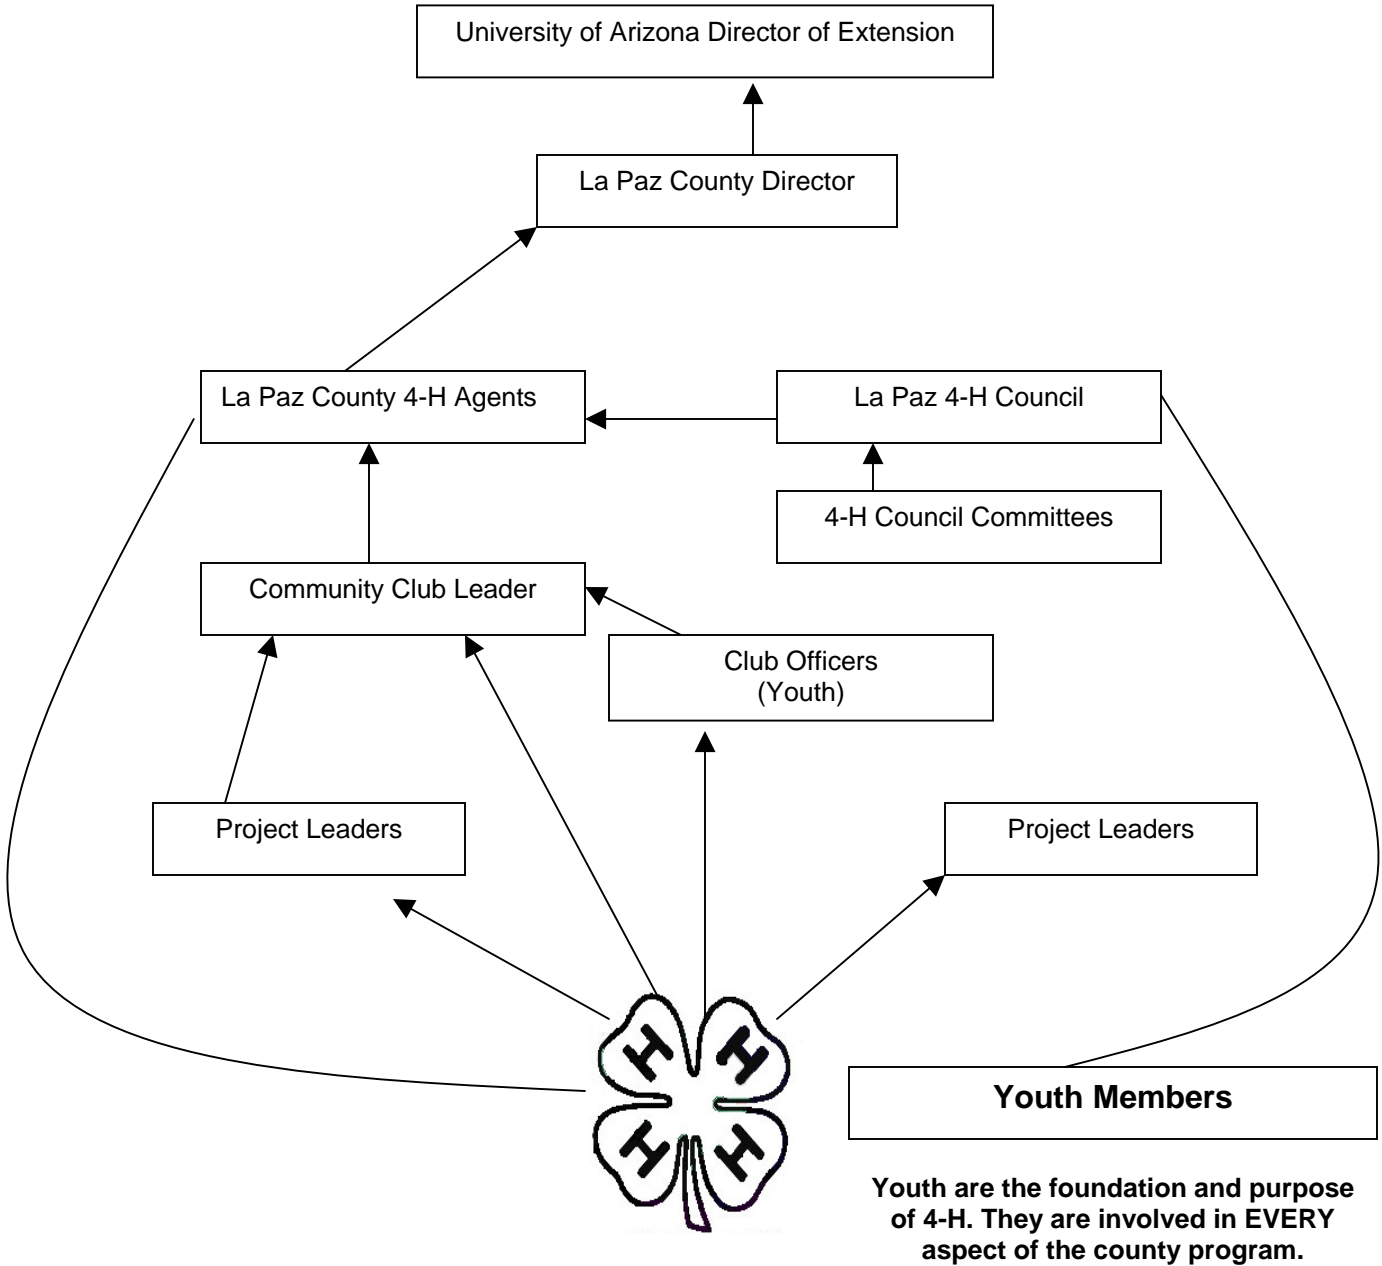 University of Arizona Director of Extension
La Paz County Director
La Paz County 4-H Agents
La Paz 4-H Council
4-H Council Committees
Community Club Leader
Club Officers
(Youth)
Project Leaders
Project Leaders
H H
H H
Youth Members
Youth are the foundation and purpose
of 4-H. They are involved in EVERY
aspect of the county program.